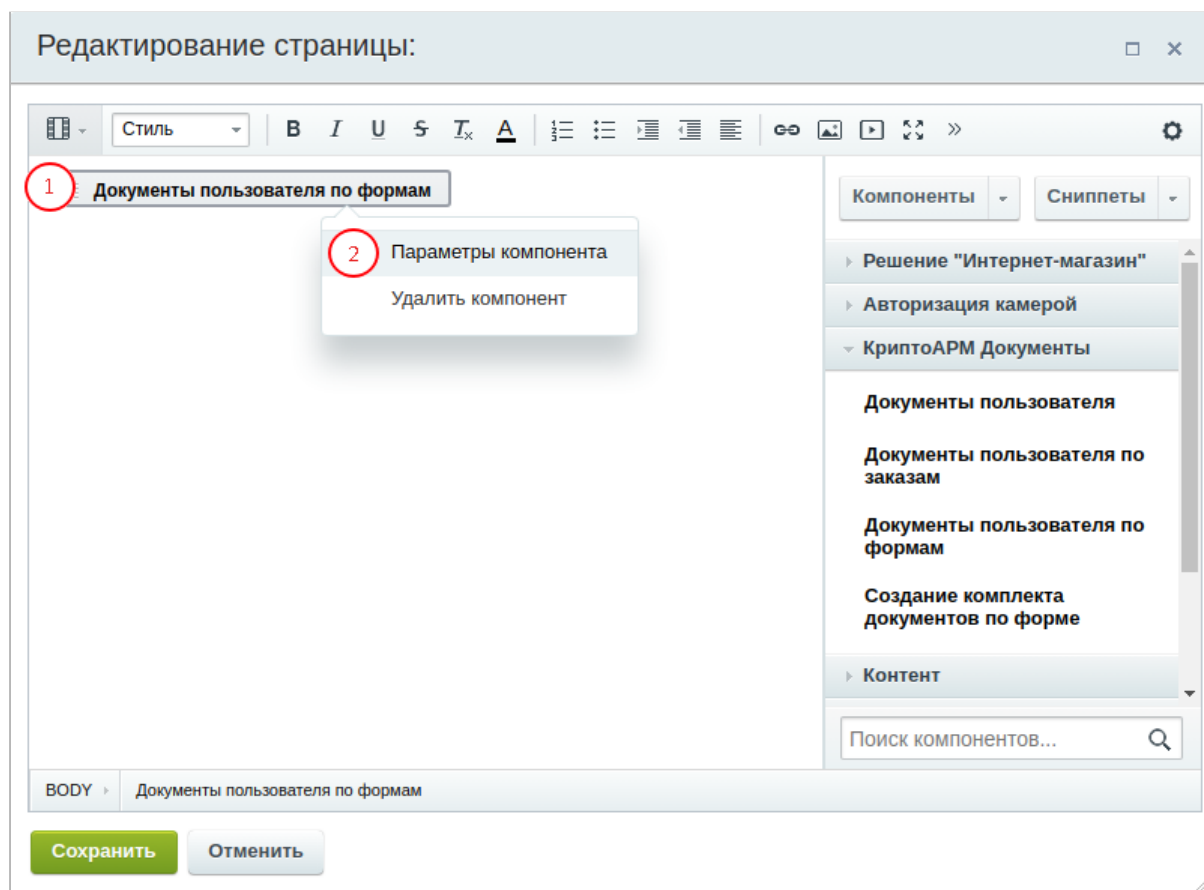 Редактирование страницы:
Стиль
B I U S Tx A
1 Документы пользователя по формам
2 Параметры компонента
Удалить компонент
Компоненты Сниппеты
Решение "Интернет-магазин"
Авторизация камерой
КриптоАРМ Документы
Документы пользователя
Документы пользователя по
заказам
Документы пользователя по
формам
Создание комплекта
документов по форме
Контент
Поиск компонентов...
BODY Документы пользователя по формам
Сохранить Отменить